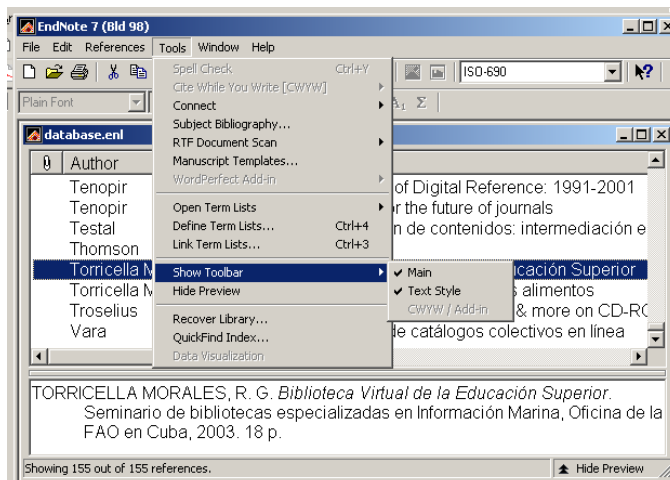 EndNote 7 (Bld 98)
File Edit References Tools Window Help
ISO-690
Plain Font
A₁ Σ
Spell Check Ctrl+Y
Cite While You Write [CWYW]
Connect
Subject Bibliography...
RTF Document Scan
Manuscript Templates...
WordPerfect Add-in
Open Term Lists
Define Term Lists... Ctrl+4
Link Term Lists... Ctrl+3
Show Toolbar
Hide Preview
Recover Library...
QuickFind Index...
Data Visualization
Main
Text Style
CWYW / Add-in
database.enl
Author
Tenopir of Digital Reference: 1991-2001
Tenopir r the future of journals
Testal n de contenidos: intermediación e
Thomson
Torricella M ucación Superior
Torricella M s alimentos
Troselius & more on CD-RO
Vara de catálogos colectivos en línea
TORRICELLA MORALES, R. G. Biblioteca Virtual de la Educación Superior.
Seminario de bibliotecas especializadas en Información Marina, Oficina de la
FAO en Cuba, 2003. 18 p.
Showing 155 out of 155 references. Hide Preview